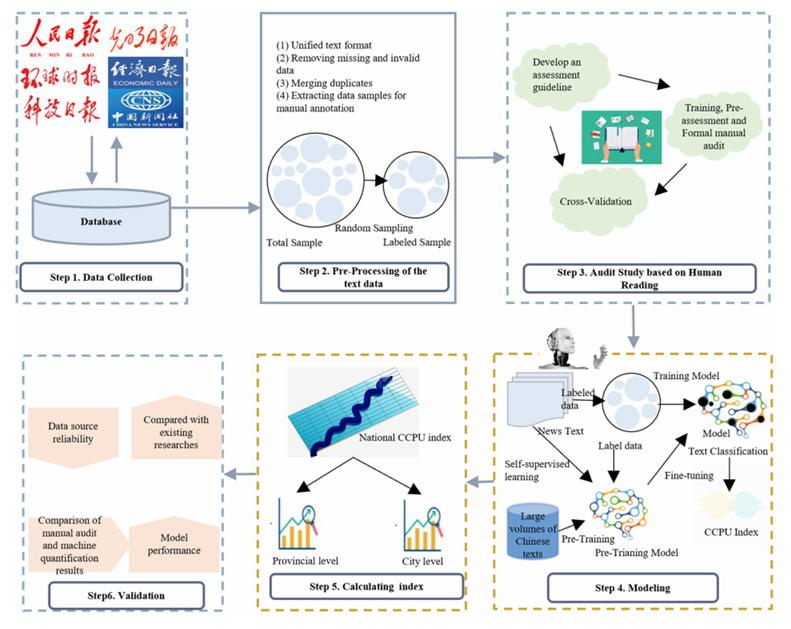 人民日报
REN MIN RI BAO
光明日报
环球时报
科技日报
经济日报
ECONOMIC DAILY
CNS
中国新闻社
CHINA NEWS SERVICE
Database
Step 1. Data Collection
(1) Unified text format
(2) Removing missing and invalid
data
(3) Merging duplicates
(4) Extracting data samples for
manual annotation
Random Sampling
Total Sample
Labeled Sample
Step 2. Pre-Processing of the
text data
Develop an
assessment
guideline
Training, Pre-
assessment and
Formal manual
audit
Cross-Validation
Step 3. Audit Study based on Human
Reading
Labeled
data
News Text
Training Model
Model
Label data
Text Classification
Self-supervised
learning
Fine-tuning
Large
volumes of
Chinese
texts
Pre-Training
Pre-Trianing Model
CCPU Index
Step 4. Modeling
National CCPU index
Provincial level
City level
Step 5. Calculating index
Data source
reliability
Compared with
existing
researches
Comparison of
manual audit
and machine
quantification
results
Model
performance
Step6. Validation